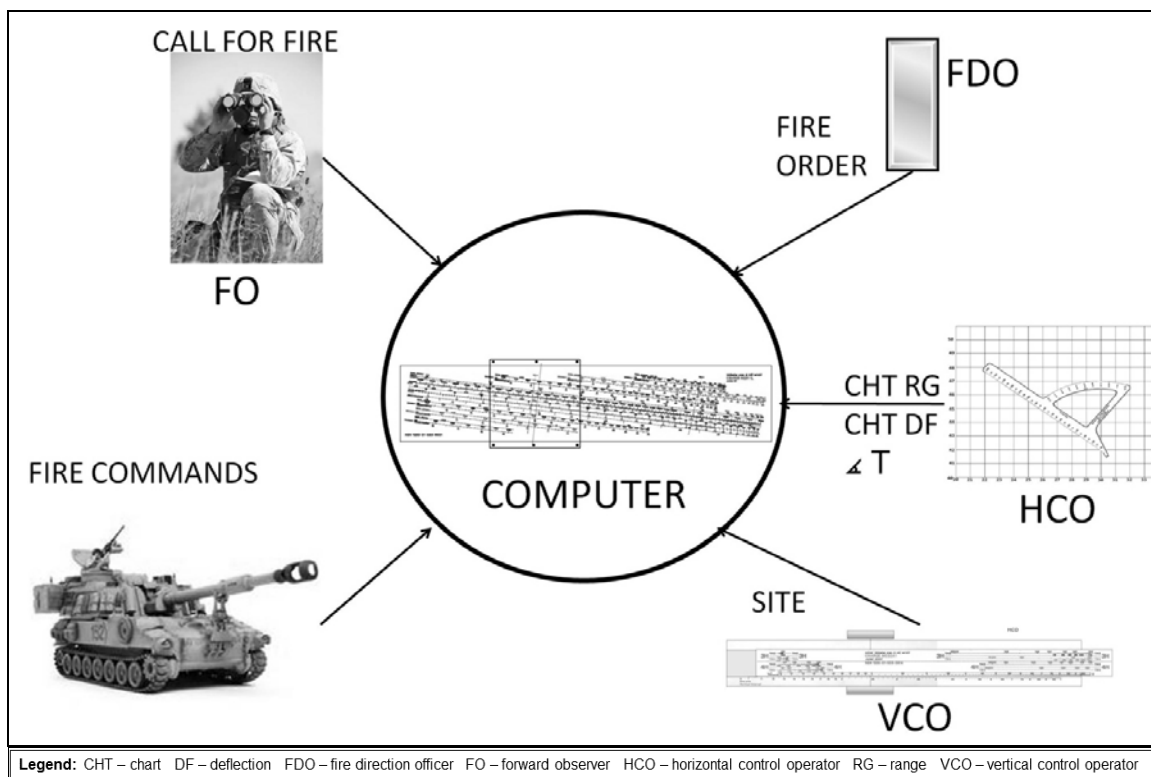 CALL FOR FIRE
FO
FDO
FIRE
ORDER
CHT RG
CHT DF
∡ T
HCO
COMPUTER
FIRE COMMANDS
SITE
HCO
VCO
Legend: CHT – chart DF – deflection FDO – fire direction officer FO – forward observer HCO – horizontal control operator RG – range VCO – vertical control operator